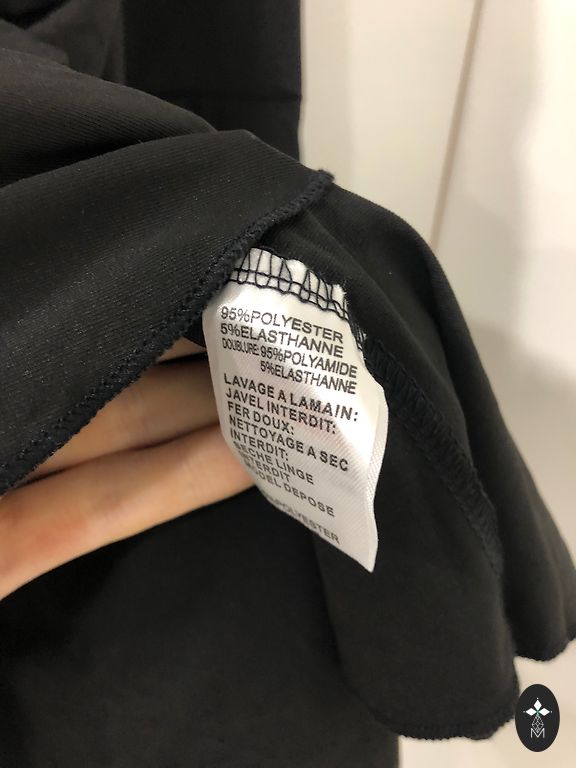 95%POLYESTER
5%ELASTHANNE
DOUBLURE:95%POLYAMIDE
5%ELASTHANNE
LAVAGE A LAMAIN:
JAVEL INTERDIT:
FER DOUX:
NETTOYAGE A SEC
INTERDIT:
SECHE LINGE
INTERDIT
MODEL DEPOSE
POLYESTER
M